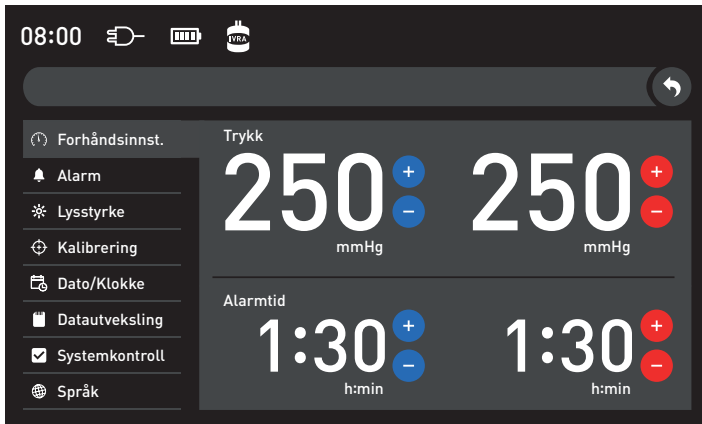 08:00 IVRA
Forhåndsinnst.
Alarm
Lysstyrke
Kalibrering
Dato/Klokke
Datautveksling
Systemkontroll
Språk
Trykk
250 + − 250 + −
mmHg mmHg
Alarmtid
1:30 + − 1:30 + −
h:min h:min